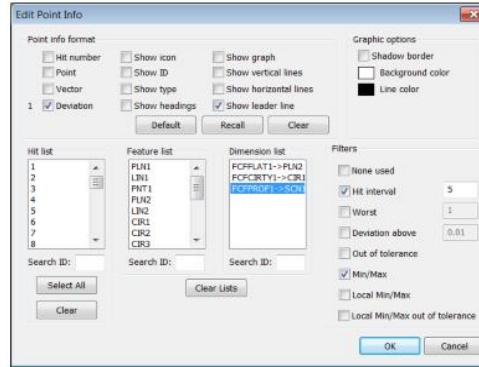 Edit Point Info
Point info format
Graphic options
Hit number
Show icon
Show graph
Shadow border
Point
Show ID
Show vertical lines
Background color
Vector
Show type
Show horizontal lines
Line color
1 Deviation
Show headings
Show leader line
Default
Recall
Clear
Hit list
Feature list
Dimension list
Filters
1
2
3
4
5
6
7
8
PLN1
LIN1
PNT1
PLN2
LIN2
CIR1
CIR2
CIR3
FCFFLAT1->PLN2
FCFCIRTY1->CIR1
FCFPROF1->SCN1
None used
Hit interval 5
Worst 1
Deviation above 0.01
Out of tolerance
Min/Max
Local Min/Max
Local Min/Max out of tolerance
Search ID:
Search ID:
Search ID:
Select All
Clear Lists
Clear
OK
Cancel